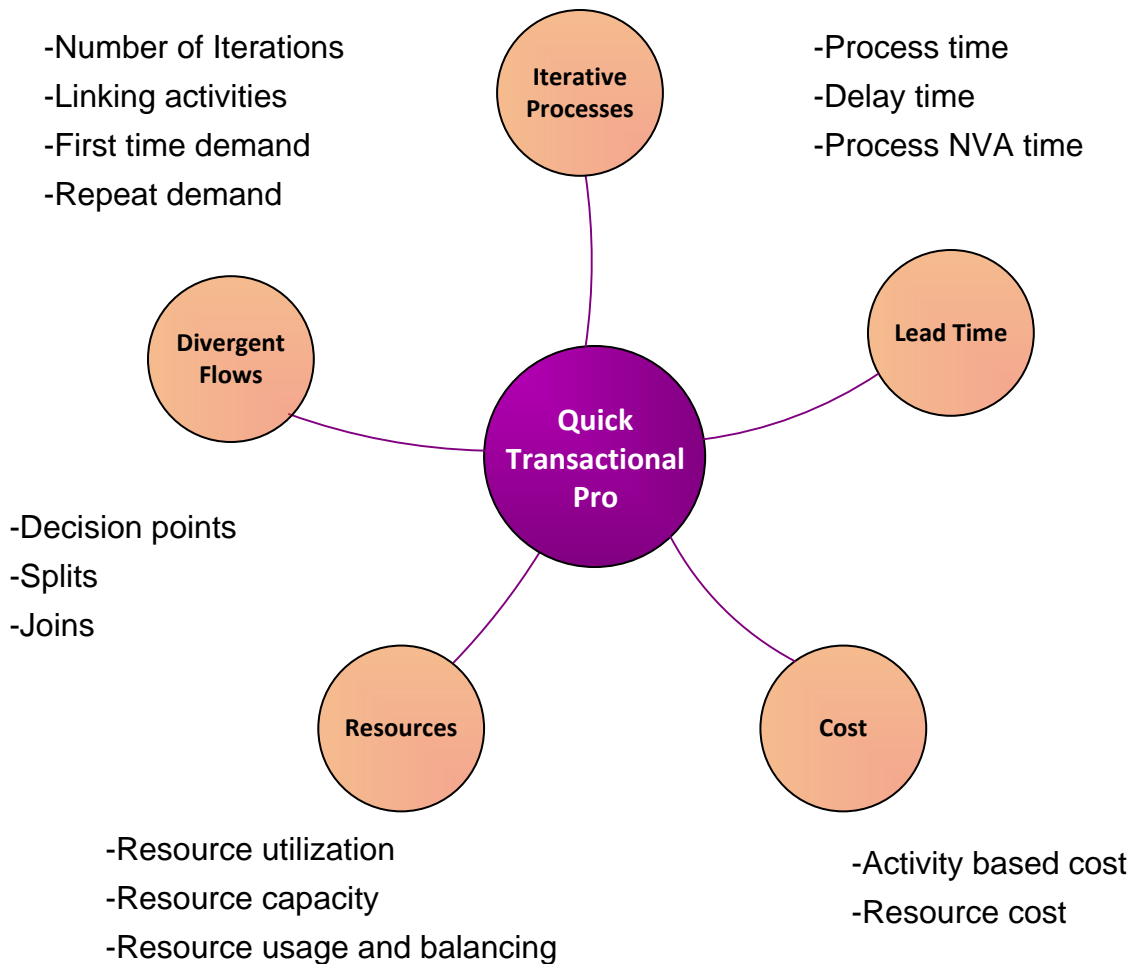 -Number of Iterations
-Linking activities
-First time demand
-Repeat demand
Iterative
Processes
-Process time
-Delay time
-Process NVA time
Divergent
Flows
Lead Time
Quick
Transactional
Pro
-Decision points
-Splits
-Joins
Resources
Cost
-Resource utilization
-Resource capacity
-Resource usage and balancing
-Activity based cost
-Resource cost